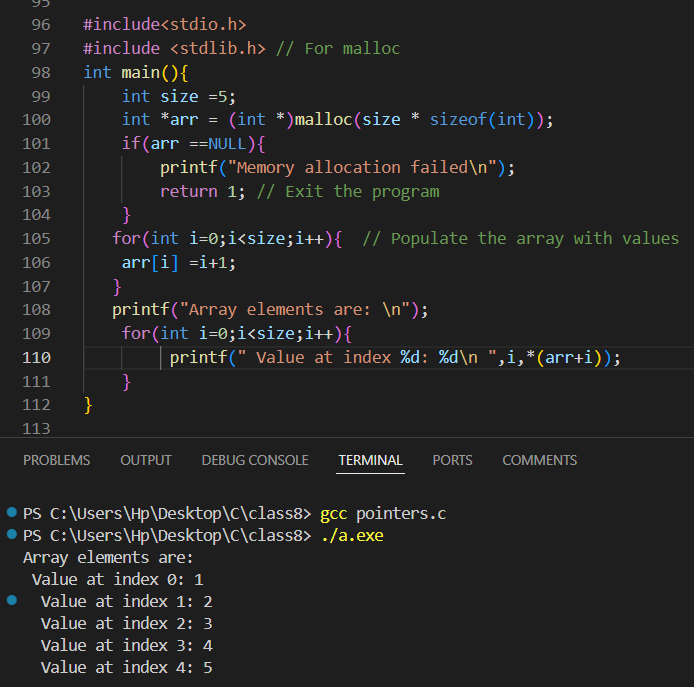 95
96 #include<stdio.h>
97 #include <stdlib.h> // For malloc
98 int main(){
99 int size =5;
100 int *arr = (int *)malloc(size * sizeof(int));
101 if(arr ==NULL){
102 printf("Memory allocation failed\n");
103 return 1; // Exit the program
104 }
105 for(int i=0;i<size;i++){  // Populate the array with values
106 arr[i] =i+1;
107 }
108 printf("Array elements are: \n");
109 for(int i=0;i<size;i++){
110 printf(" Value at index %d: %d\n ",i,*(arr+i));
111 }
112 }
113
PROBLEMS OUTPUT DEBUG CONSOLE TERMINAL PORTS COMMENTS
PS C:\Users\Hp\Desktop\C\class8> gcc pointers.c
PS C:\Users\Hp\Desktop\C\class8> ./a.exe
Array elements are:
Value at index 0: 1
Value at index 1: 2
Value at index 2: 3
Value at index 3: 4
Value at index 4: 5